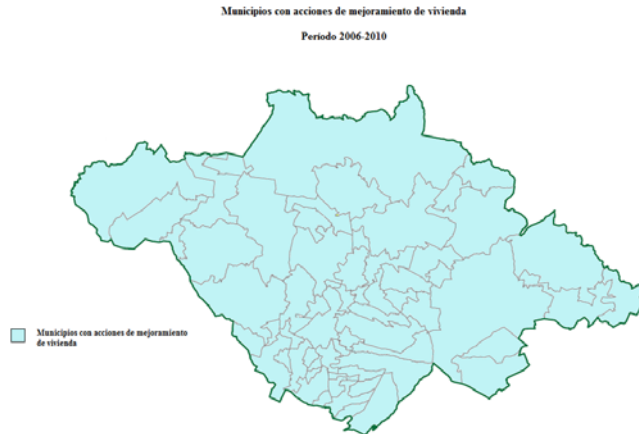 Municipios con acciones de mejoramiento de vivienda
Período 2006-2010
Municipios con acciones de mejoramiento
de vivienda